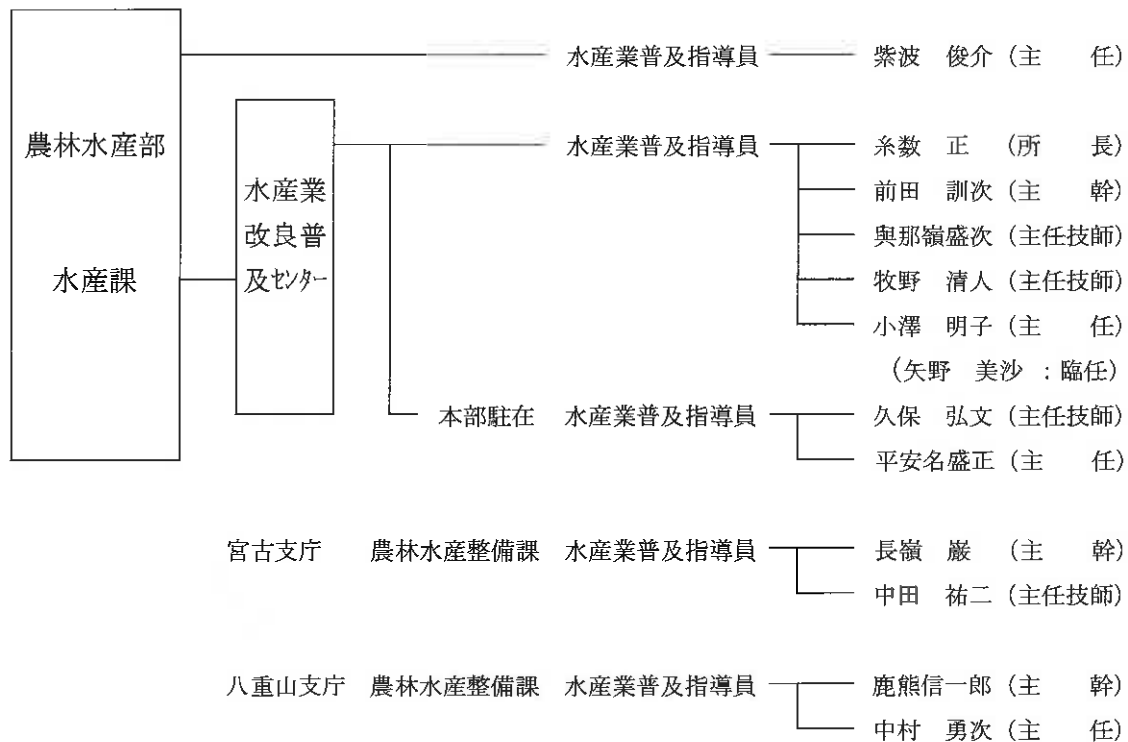 水産業普及指導員 紫波 俊介 (主 任)
農林水産部
水産課
水産業
改良普
及センター
水産業普及指導員 糸数 正 (所 長)
前田 訓次 (主 幹)
與那嶺盛次 (主任技師)
牧野 清人 (主任技師)
小澤 明子 (主 任)
(矢野 美沙 : 臨任)
本部駐在 水産業普及指導員 久保 弘文 (主任技師)
平安名盛正 (主 任)
宮古支庁 農林水産整備課 水産業普及指導員 長嶺 巌 (主 幹)
中田 祐二 (主任技師)
八重山支庁 農林水産整備課 水産業普及指導員 鹿熊信一郎 (主 幹)
中村 勇次 (主 任)